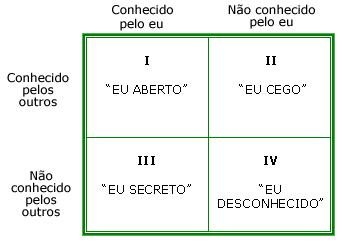 Conhecido
pelo eu
Não conhecido
pelo eu
Conhecido
pelos
outros
I
"EU ABERTO"
II
"EU CEGO"
Não
conhecido
pelos
outros
III
"EU SECRETO"
IV
"EU
DESCONHECIDO"